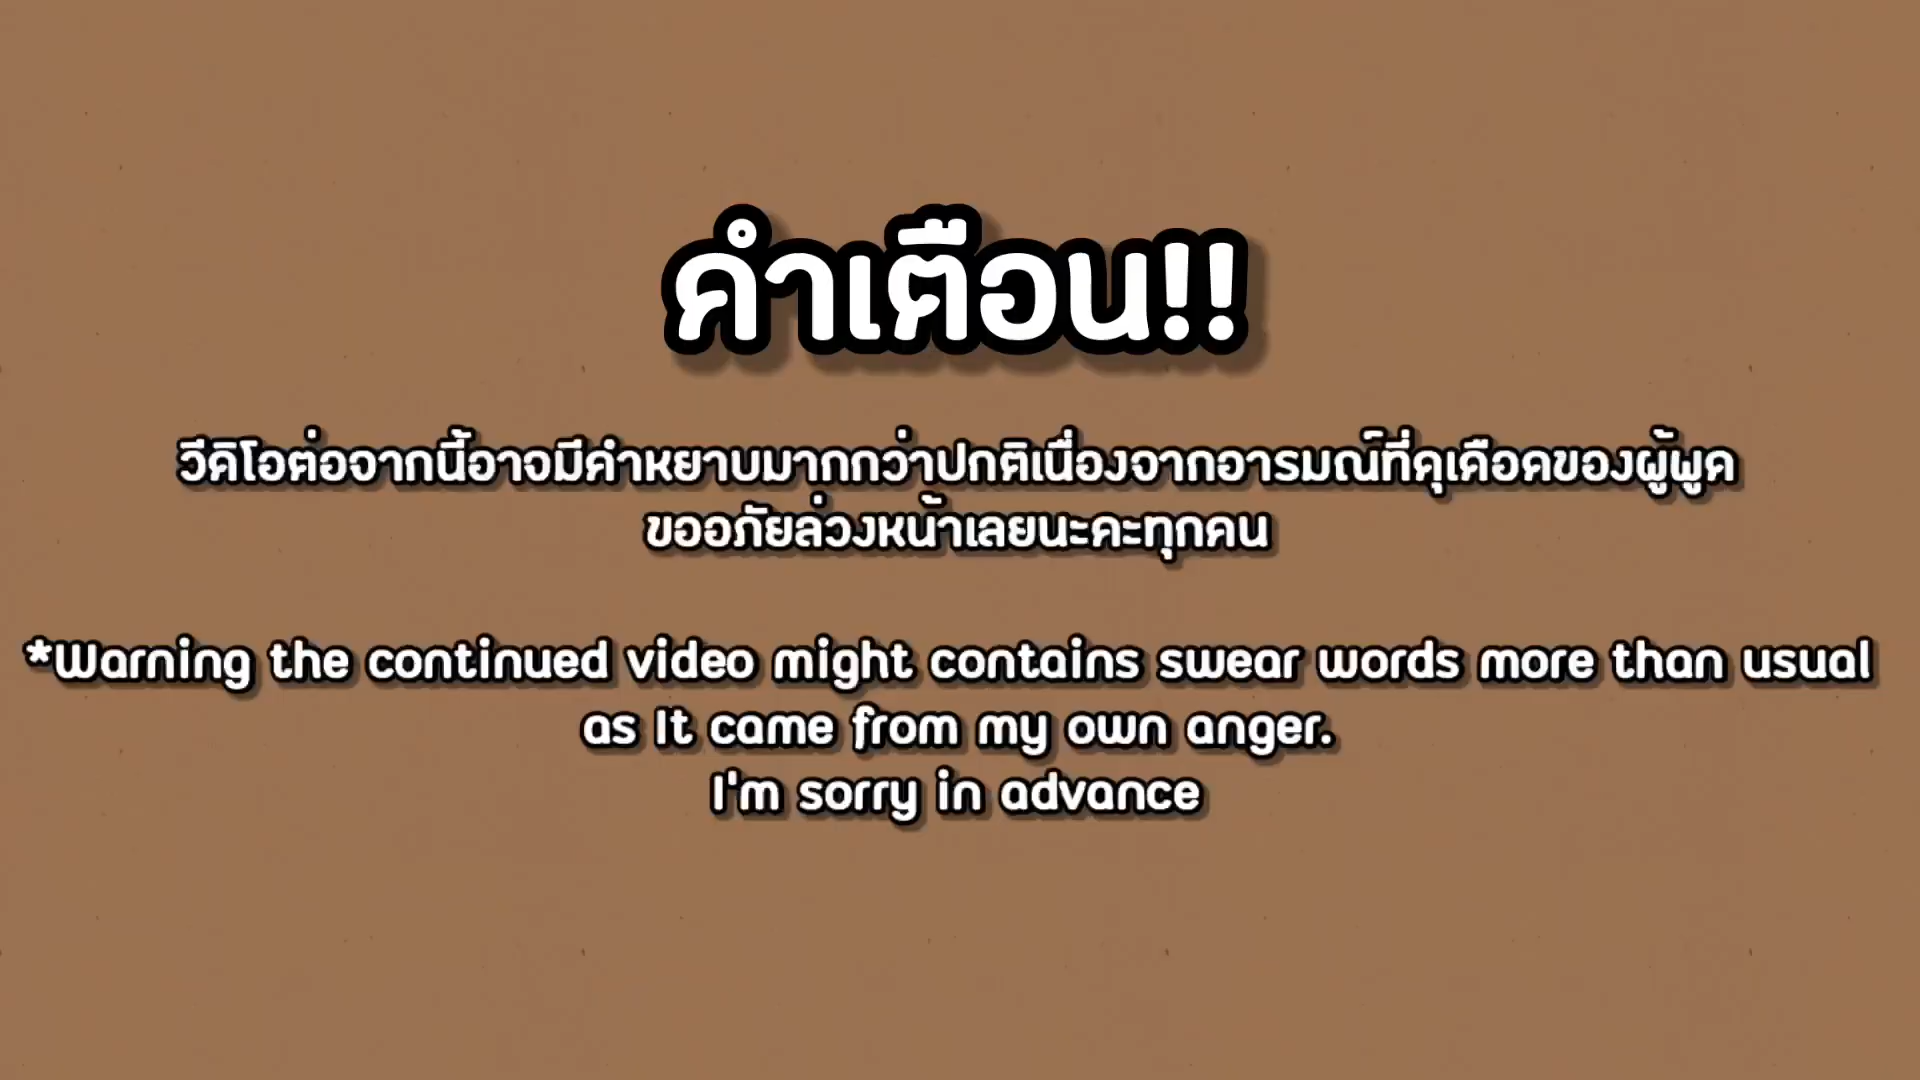 คำเตือน!!
วีดิโอต่อจากนี้อาจมีคำหยาบมากกว่าปกติเนื่องจากอารมณ์ที่ดุเดือดของผู้พูด
ขออภัยล่วงหน้าเลยนะคะทุกคน
*Warning the continued video might contains swear words more than usual
as It came from my own anger.
I'm sorry in advance